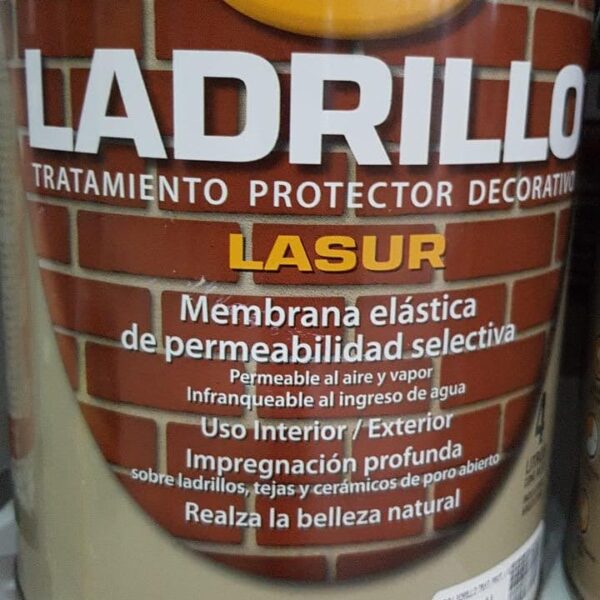 LADRILLO
TRATAMIENTO PROTECTOR DECORATIVO
LASUR
Membrana elástica
de permeabilidad selectiva
Permeable al aire y vapor
Infranqueable al ingreso de agua
Uso Interior / Exterior
4
Impregnación profunda
sobre ladrillos, tejas y cerámicos de poro abierto
Realza la belleza natural